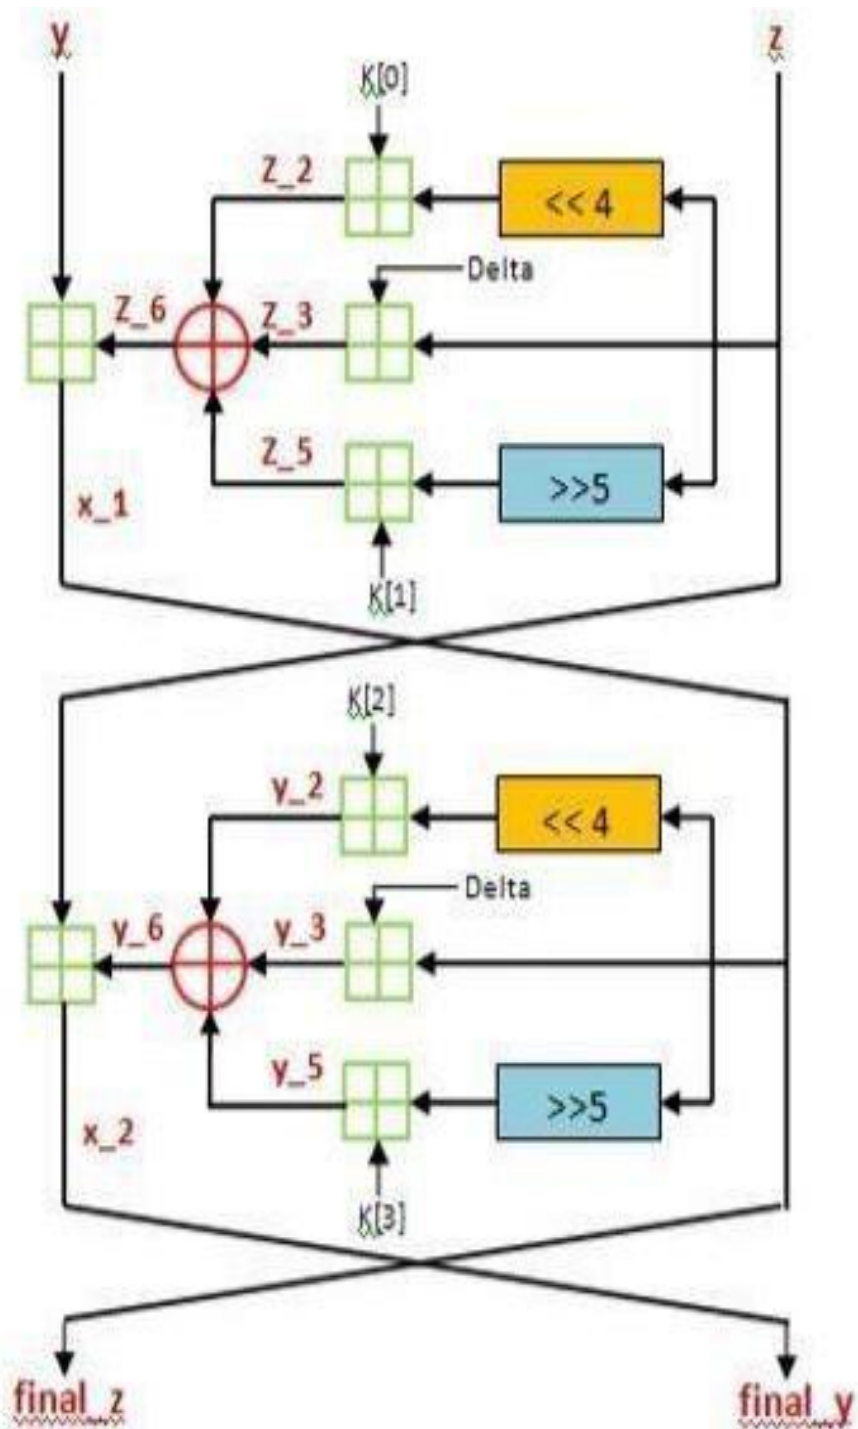 y z
K[0]
Z_2
<< 4
Delta
Z_6 Z_3
Z_5
>>5
x_1
K[1]
K[2]
y_2
<< 4
Delta
y_6 y_3
y_5
>>5
x_2
K[3]
final_z final_y